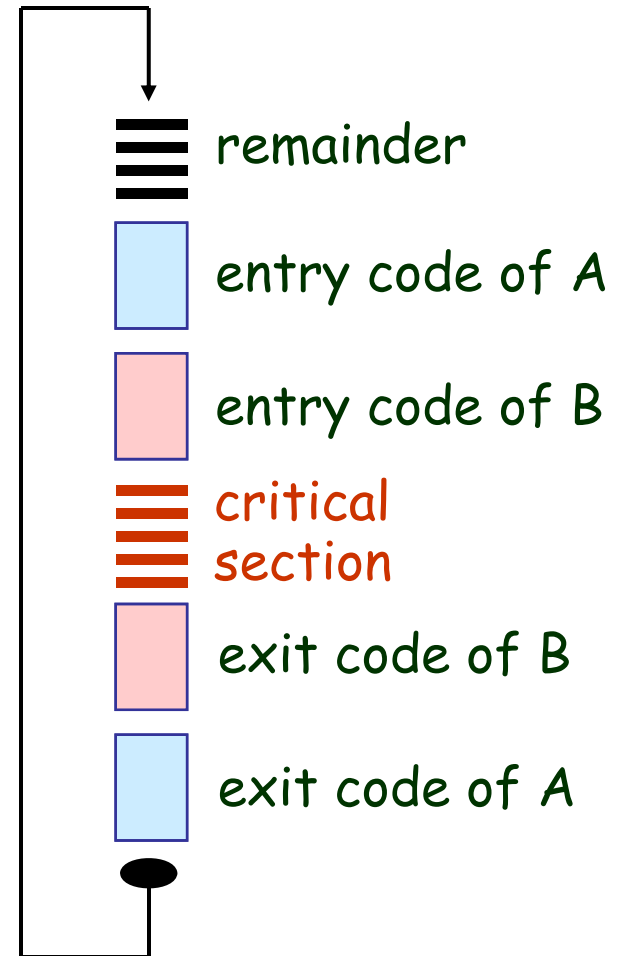 remainder
entry code of A
entry code of B
critical
section
exit code of B
exit code of A